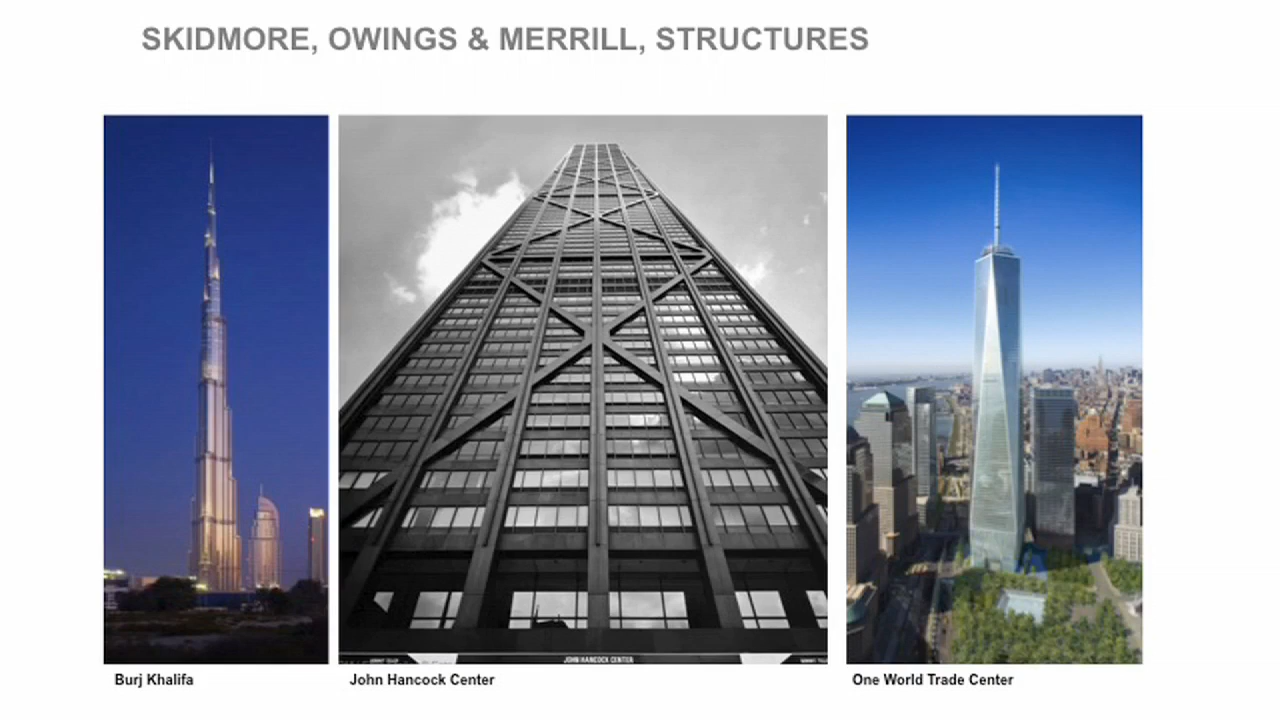 SKIDMORE, OWINGS & MERRILL, STRUCTURES
JOHN HANCOCK CENTER
Burj Khalifa
John Hancock Center
One World Trade Center